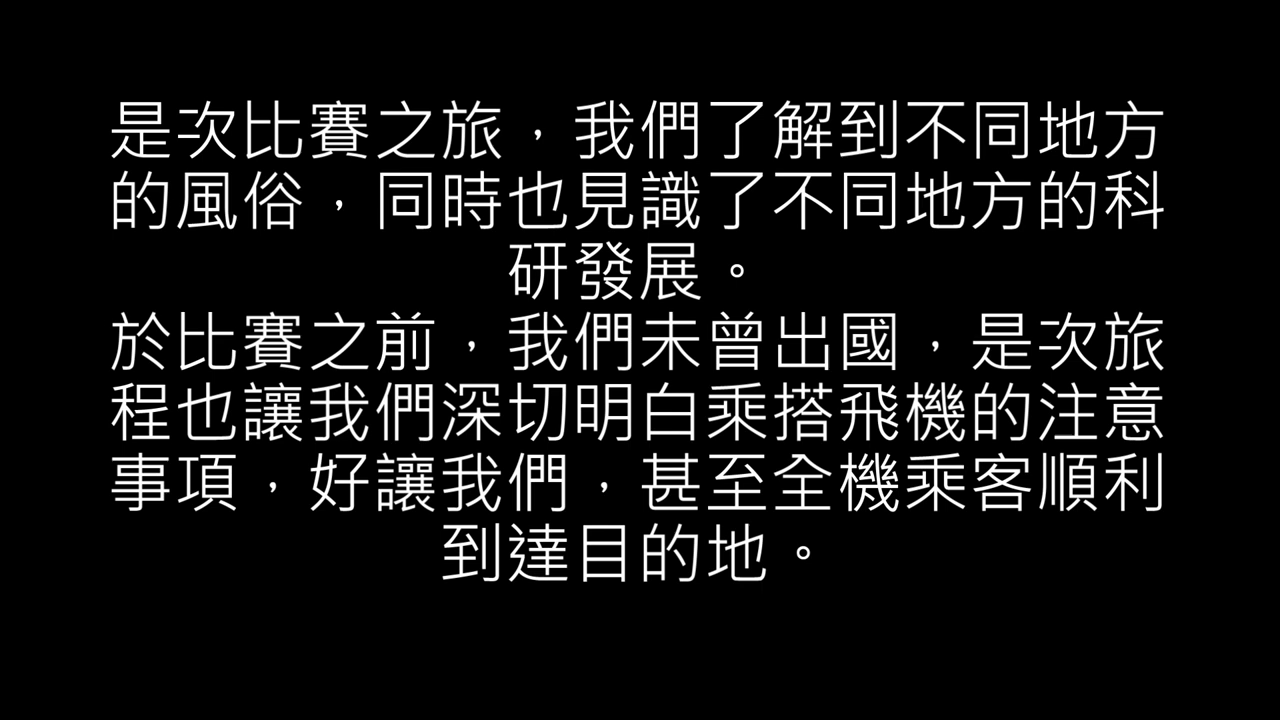 是次比賽之旅，我們了解到不同地方
的風俗，同時也見識了不同地方的科
研發展。
於比賽之前，我們未曾出國，是次旅
程也讓我們深切明白乘搭飛機的注意
事項，好讓我們，甚至全機乘客順利
到達目的地。